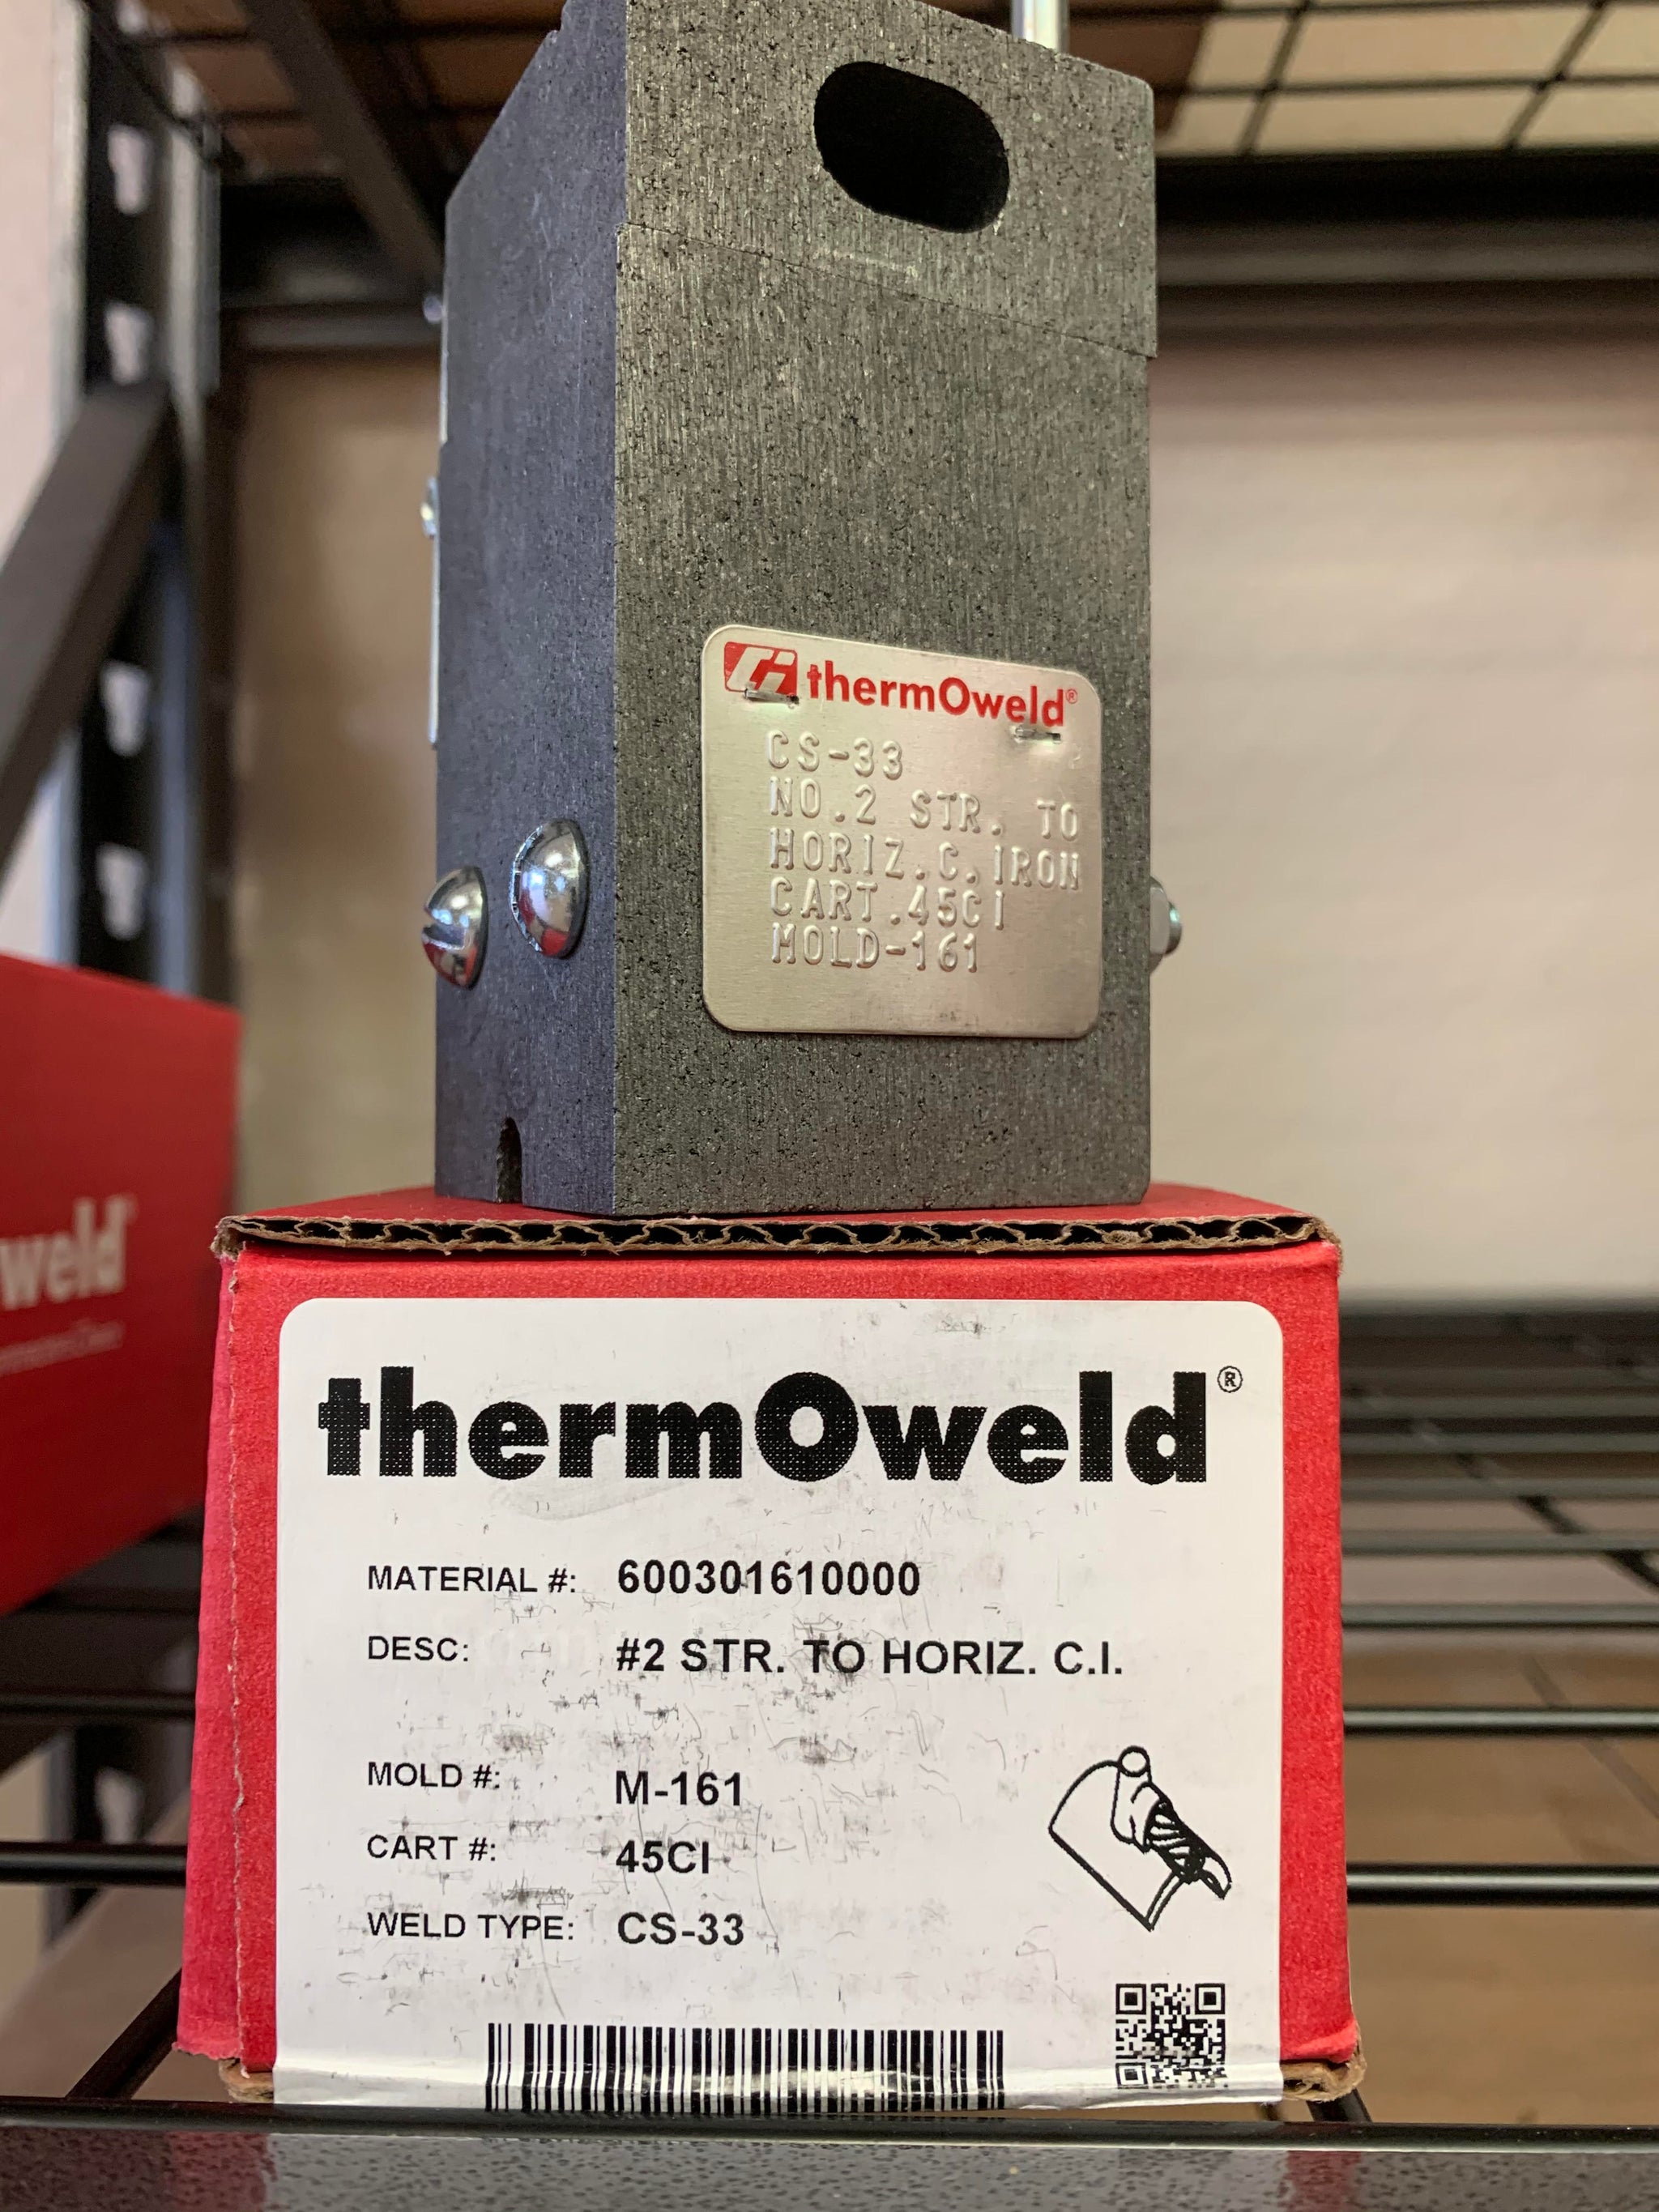 thermOweld®
CS-33
NO.2 STR. TO
HORIZ.C.IRON
CART.45CI
MOLD-161
weld
thermOweld®
MATERIAL #: 600301610000
DESC: #2 STR. TO HORIZ. C.I.
MOLD #: M-161
CART #: 45CI
WELD TYPE: CS-33